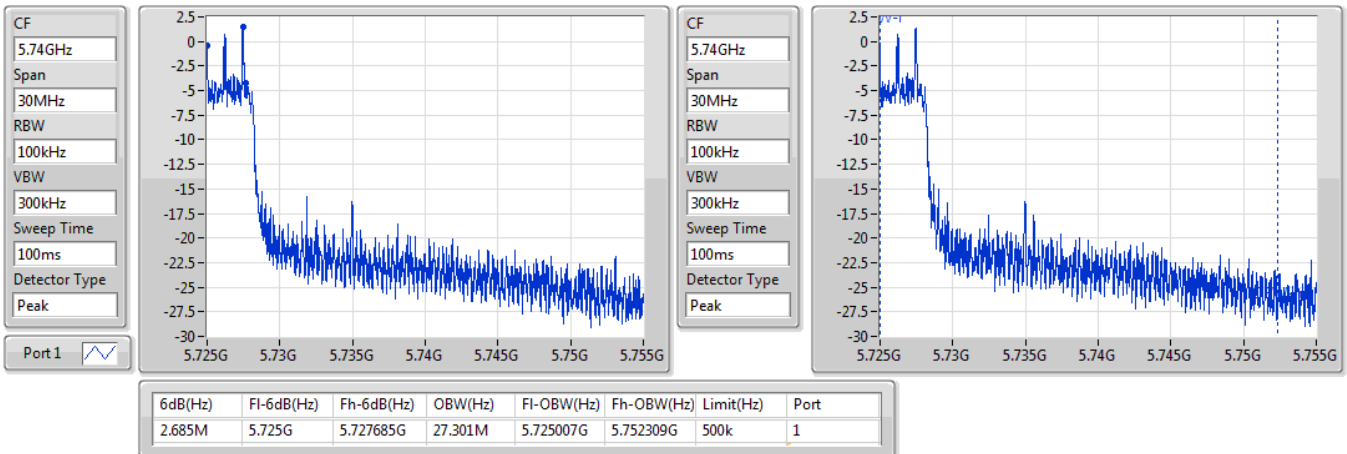 CF
5.74GHz
Span
30MHz
RBW
100kHz
VBW
300kHz
Sweep Time
100ms
Detector Type
Peak
Port 1
2.5
0
-2.5
-5
-7.5
-10
-12.5
-15
-17.5
-20
-22.5
-25
-27.5
-30
5.725G 5.73G 5.735G 5.74G 5.745G 5.75G 5.755G
CF
5.74GHz
Span
30MHz
RBW
100kHz
VBW
300kHz
Sweep Time
100ms
Detector Type
Peak
2.5
0
-2.5
-5
-7.5
-10
-12.5
-15
-17.5
-20
-22.5
-25
-27.5
-30
5.725G 5.73G 5.735G 5.74G 5.745G 5.75G 5.755G
6dB(Hz) Fl-6dB(Hz) Fh-6dB(Hz) OBW(Hz) Fl-OBW(Hz) Fh-OBW(Hz) Limit(Hz) Port
2.685M 5.725G 5.727685G 27.301M 5.725007G 5.752309G 500k 1